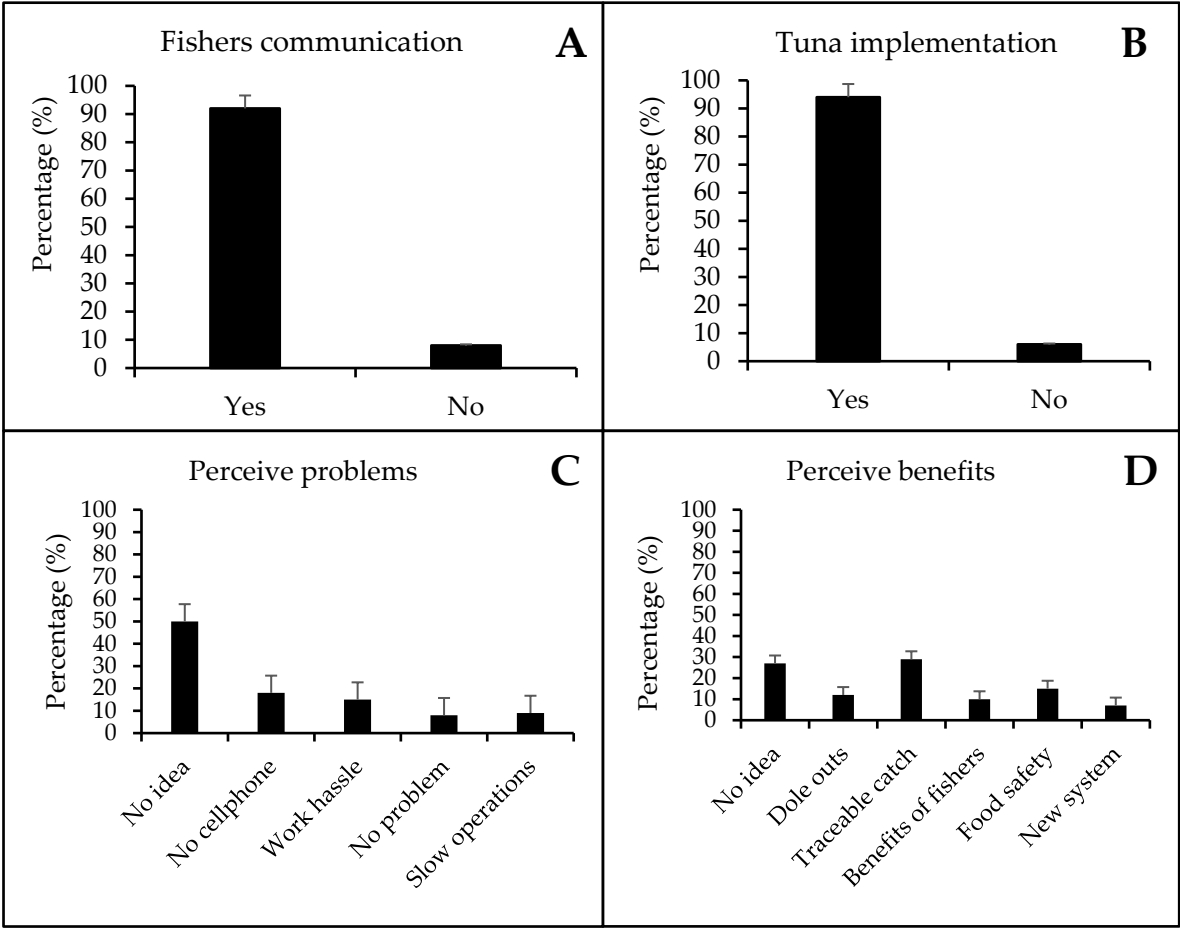 Fishers communication
A
Percentage (%)
100
90
80
70
60
50
40
30
20
10
0
Yes
No
Tuna implementation
B
Percentage (%)
100
90
80
70
60
50
40
30
20
10
0
Yes
No
Perceive problems
C
Percentage (%)
100
90
80
70
60
50
40
30
20
10
0
No idea
No cellphone
Work hassle
No problem
Slow operations
Perceive benefits
D
Percentage (%)
100
90
80
70
60
50
40
30
20
10
0
No idea
Dole outs
Traceable catch
Benefits of fishers
Food safety
New system